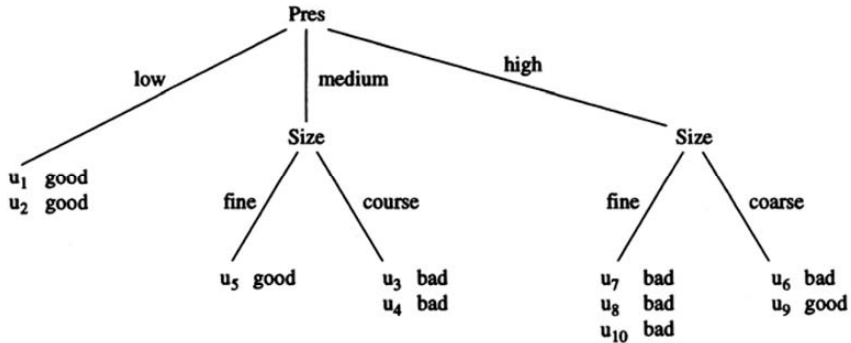 Pres
low
medium
high
Size
Size
u₁ good
u₂ good
fine
course
fine
coarse
u₅ good
u₃ bad
u₄ bad
u₇ bad
u₈ bad
u₁₀ bad
u₆ bad
u₉ good